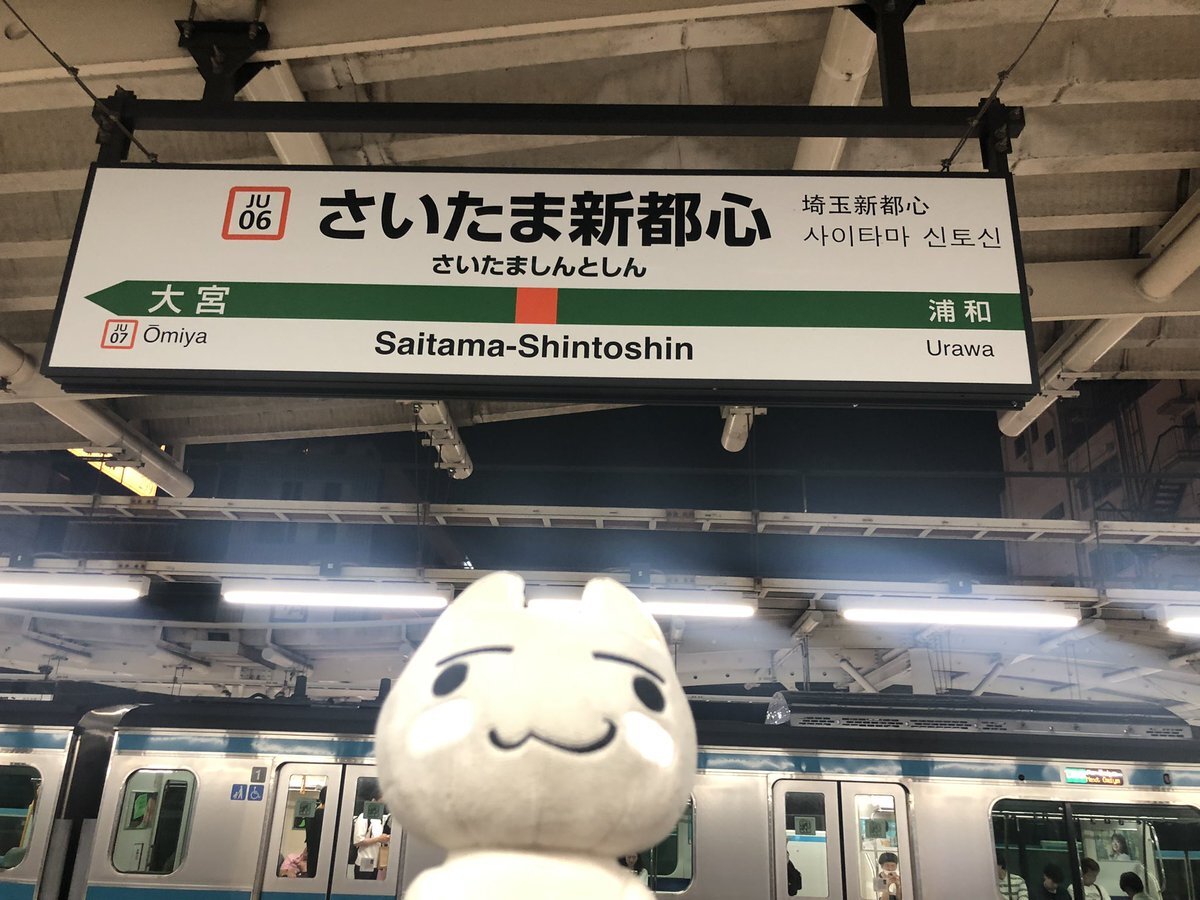 JU
06
さいたま新都心
さいたましんとしん
埼玉新都心
사이타마 신토신
大宮
浦和
JU
07
Ōmiya
Saitama-Shintoshin
Urawa
1